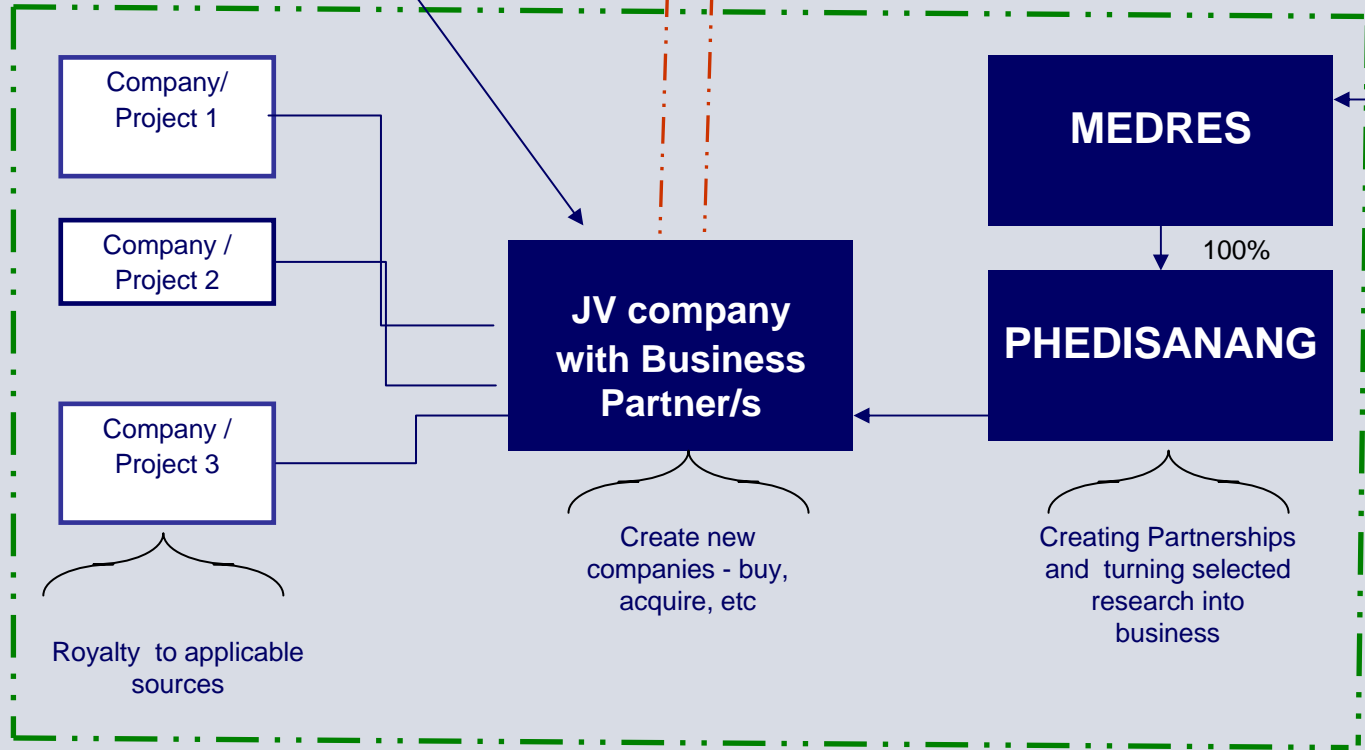 Company/
Project 1
Company /
Project 2
Company /
Project 3
Royalty  to applicable
sources
JV company
with Business
Partner/s
Create new
companies - buy,
acquire, etc
MEDRES
100%
PHEDISANANG
Creating Partnerships
and  turning selected
research into
business